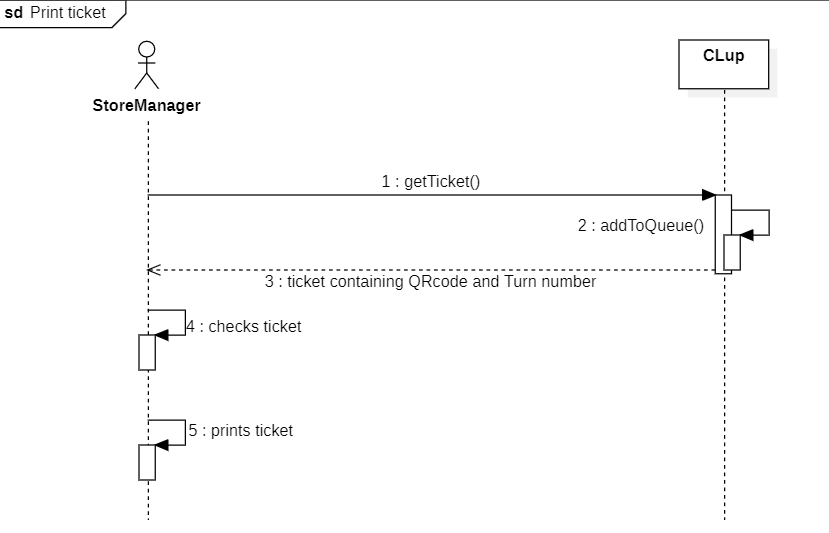 sd Print ticket
CLup
StoreManager
1 : getTicket()
2 : addToQueue()
3 : ticket containing QRcode and Turn number
4 : checks ticket
5 : prints ticket